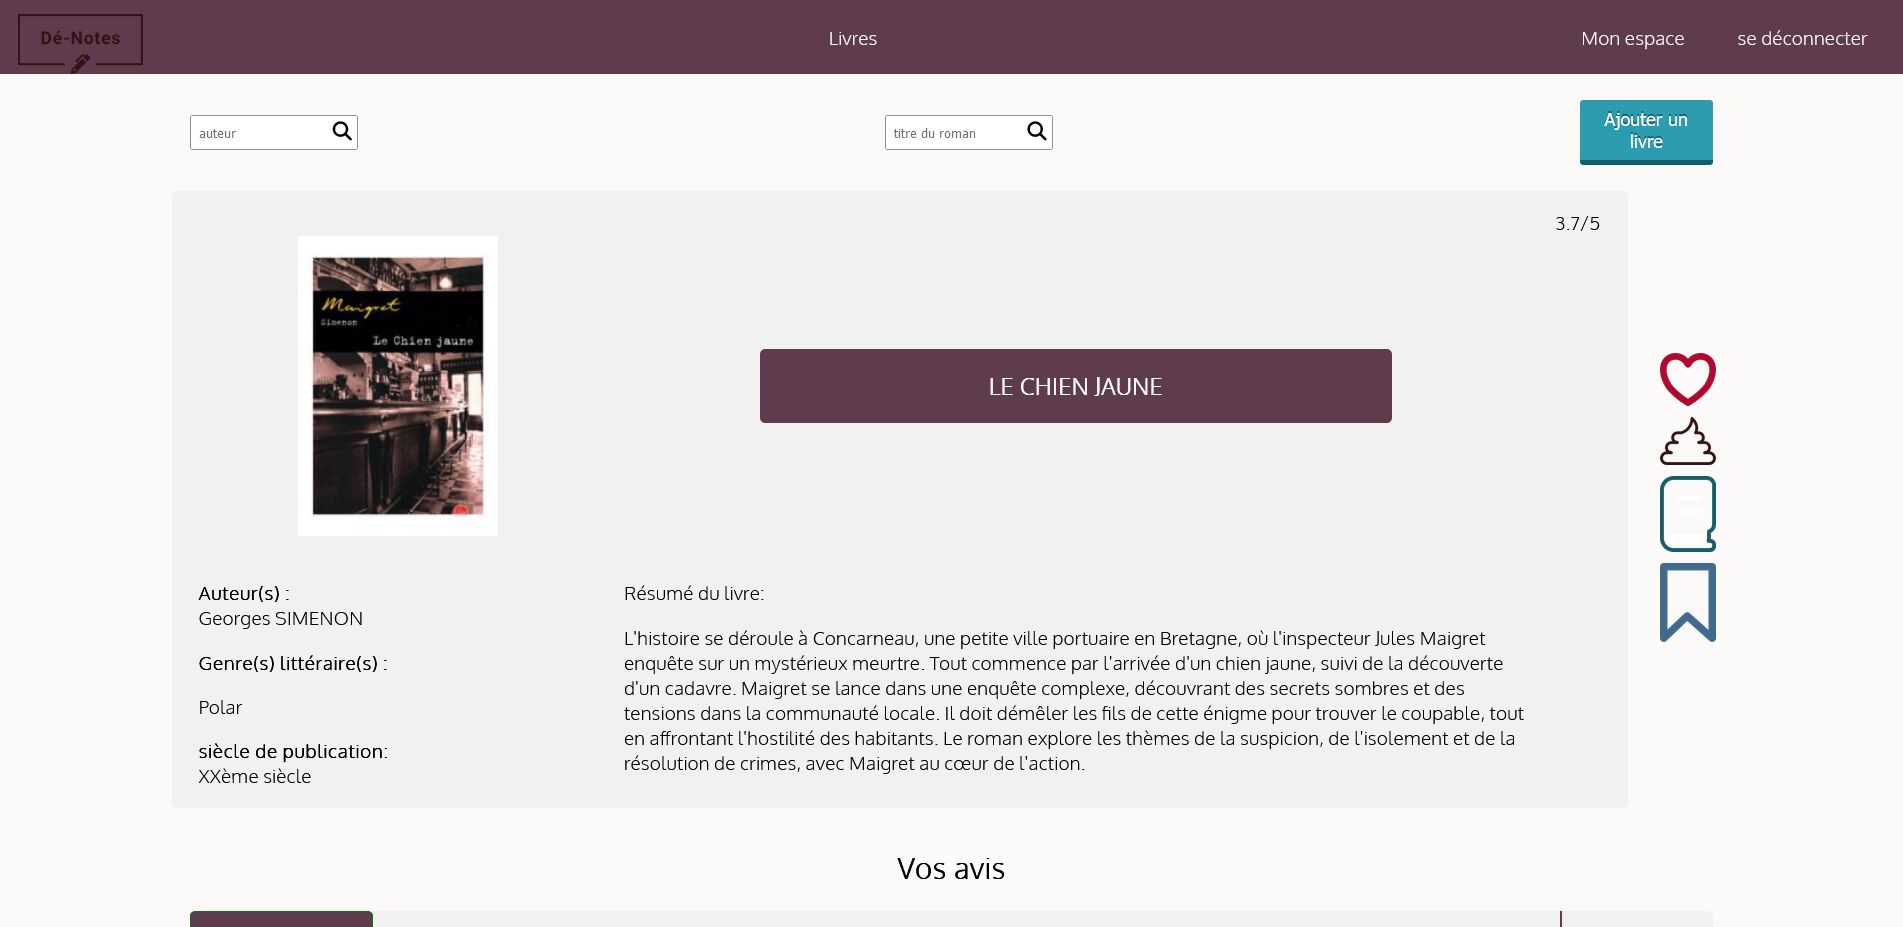 Dé-Notes
Livres
Mon espace
se déconnecter
auteur
titre du roman
Ajouter un
livre
3.7/5
Maigret
Simenon
Le Chien jaune
LE CHIEN JAUNE
Auteur(s) :
Georges SIMENON
Genre(s) littéraire(s) :
Polar
siècle de publication:
XXème siècle
Résumé du livre:
L'histoire se déroule à Concarneau, une petite ville portuaire en Bretagne, où l'inspecteur Jules Maigret
enquête sur un mystérieux meurtre. Tout commence par l'arrivée d'un chien jaune, suivi de la découverte
d'un cadavre. Maigret se lance dans une enquête complexe, découvrant des secrets sombres et des
tensions dans la communauté locale. Il doit démêler les fils de cette énigme pour trouver le coupable, tout
en affrontant l'hostilité des habitants. Le roman explore les thèmes de la suspicion, de l'isolement et de la
résolution de crimes, avec Maigret au cœur de l'action.
Vos avis